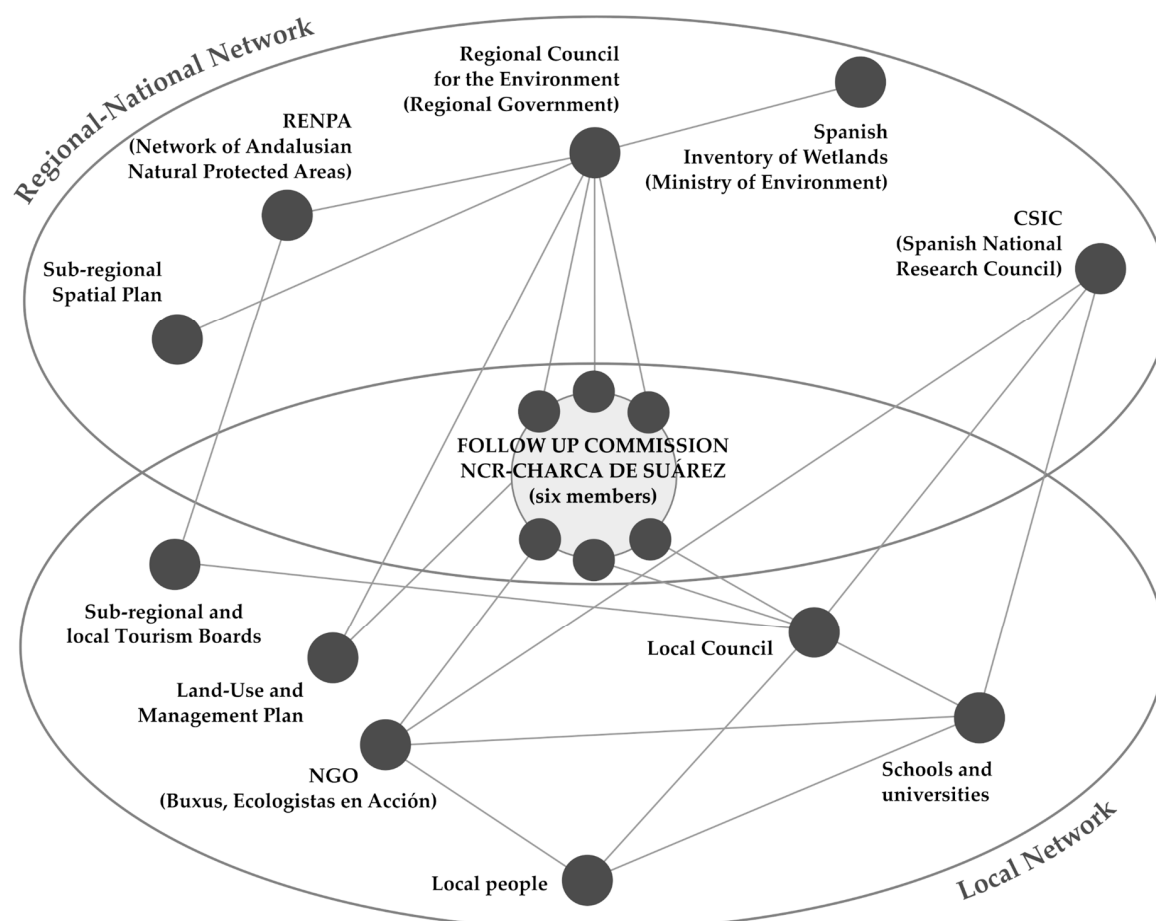 Regional-National Network
Regional Council
for the Environment
(Regional Government)
RENPA
(Network of Andalusian
Natural Protected Areas)
Spanish
Inventory of Wetlands
(Ministry of Environment)
CSIC
(Spanish National
Research Council)
Sub-regional
Spatial Plan
FOLLOW UP COMMISSION
NCR-CHARCA DE SUÁREZ
(six members)
Sub-regional and
local Tourism Boards
Local Council
Land-Use and
Management Plan
NGO
(Buxus, Ecologistas en Acción)
Schools and
universities
Local people
Local Network